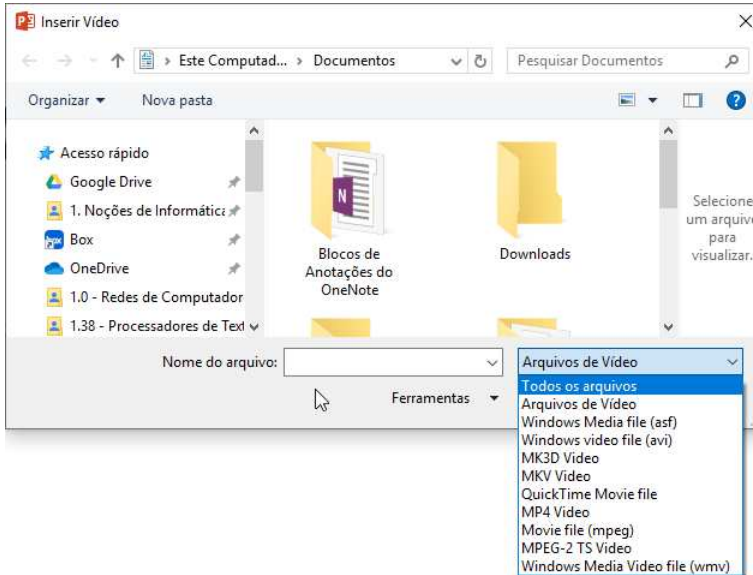 Inserir Vídeo
Este Computad... > Documentos
Pesquisar Documentos
Organizar
Nova pasta
Acesso rápido
Google Drive
1. Noções de Informática
Box
OneDrive
1.0 - Redes de Computador
1.38 - Processadores de Text
Blocos de
Anotações do
OneNote
Downloads
Selecione
um arquivo
para
visualizar.
Nome do arquivo:
Arquivos de Vídeo
Ferramentas
Todos os arquivos
Arquivos de Vídeo
Windows Media file (asf)
Windows video file (avi)
MK3D Video
MKV Video
QuickTime Movie file
MP4 Video
Movie file (mpeg)
MPEG-2 TS Video
Windows Media Video file (wmv)